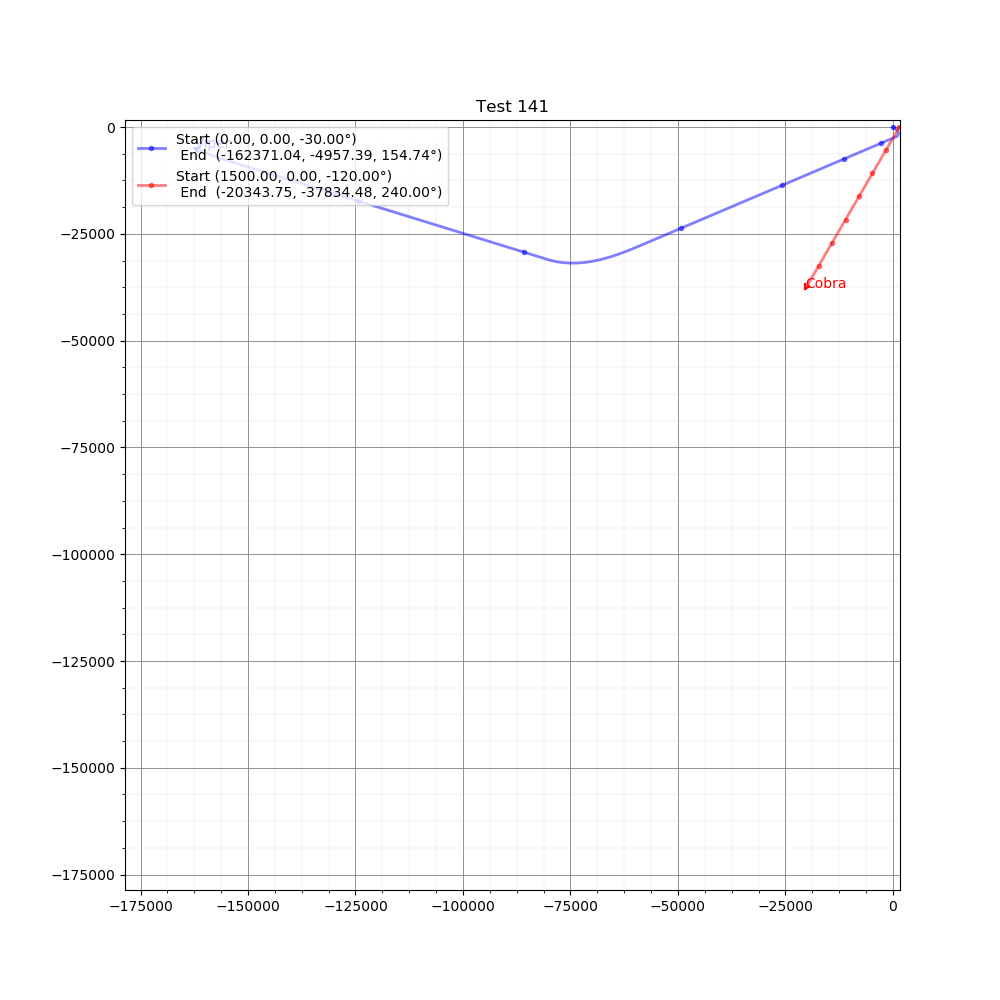 Test 141
Start (0.00, 0.00, -30.00°)
End (-162371.04, -4957.39, 154.74°)
Start (1500.00, 0.00, -120.00°)
End (-20343.75, -37834.48, 240.00°)
Cobra
0
−25000
−50000
−75000
−100000
−125000
−150000
−175000
−175000 −150000 −125000 −100000 −75000 −50000 −25000 0